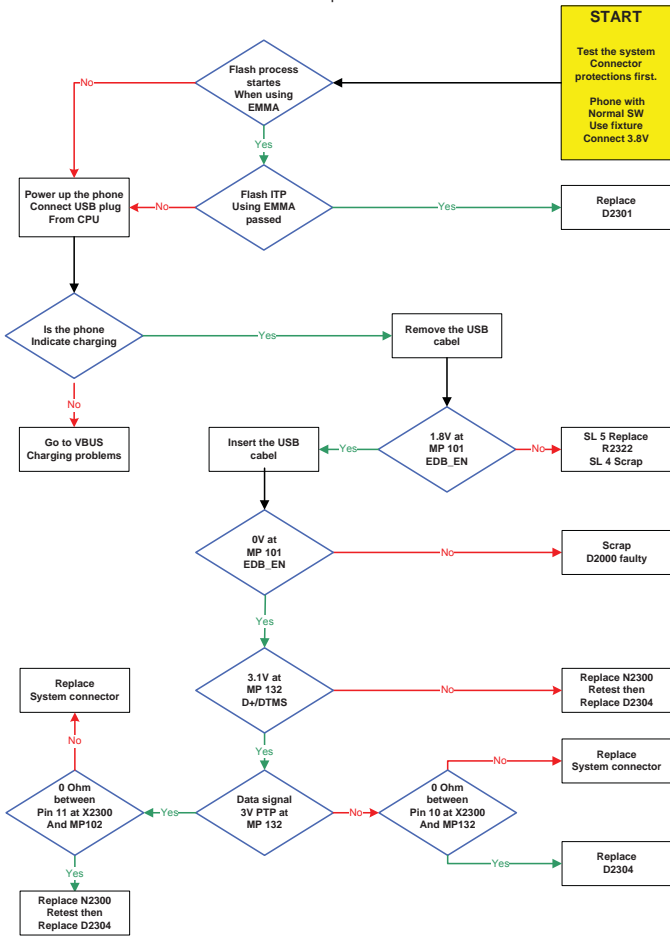 START
Test the system
Connector
protections first.
Phone with
Normal SW
Use fixture
Connect 3.8V
Flash process
startes
When using
EMMA
No
Yes
Power up the phone
Connect USB plug
From CPU
No
Flash ITP
Using EMMA
passed
Yes
Replace
D2301
Is the phone
Indicate charging
Yes
Remove the USB
cabel
No
Go to VBUS
Charging problems
Insert the USB
cabel
Yes
1.8V at
MP 101
EDB_EN
No
SL 5 Replace
R2322
SL 4 Scrap
0V at
MP 101
EDB_EN
No
Scrap
D2000 faulty
Yes
Replace
System connector
3.1V at
MP 132
D+/DTMS
No
Replace N2300
Retest then
Replace D2304
No
Yes
No
Replace
System connector
0 Ohm
between
Pin 11 at X2300
And MP102
Yes
Data signal
3V PTP at
MP 132
No
0 Ohm
between
Pin 10 at X2300
And MP132
Yes
Replace
D2304
Yes
Replace N2300
Retest then
Replace D2304